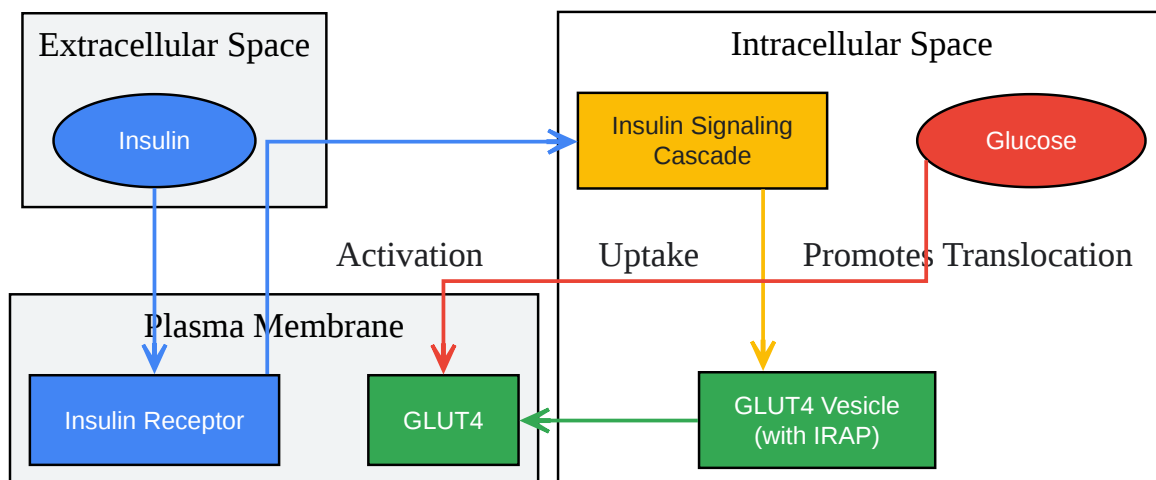 Extracellular Space
Intracellular Space
Insulin
Insulin Signaling
Cascade
Glucose
Activation
Uptake
Promotes Translocation
Plasma Membrane
Insulin Receptor
GLUT4
GLUT4 Vesicle
(with IRAP)